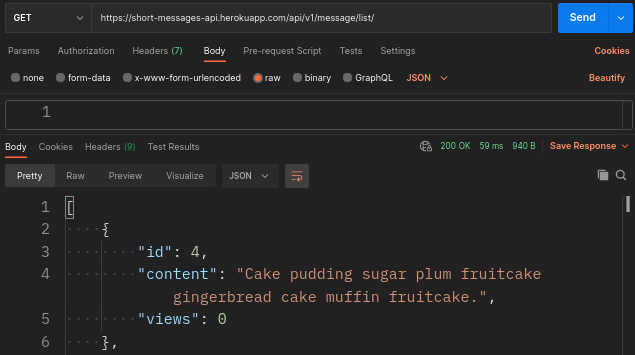 GET https://short-messages-api.herokuapp.com/api/v1/message/list/ Send
Params Authorization Headers (7) Body Pre-request Script Tests Settings Cookies
none form-data x-www-form-urlencoded raw binary GraphQL JSON Beautify
1
Body Cookies Headers (9) Test Results 200 OK 59 ms 940 B Save Response
Pretty Raw Preview Visualize JSON
1 [
2 {
3 "id": 4,
4 "content": "Cake pudding sugar plum fruitcake
gingerbread cake muffin fruitcake.",
5 "views": 0
6 },